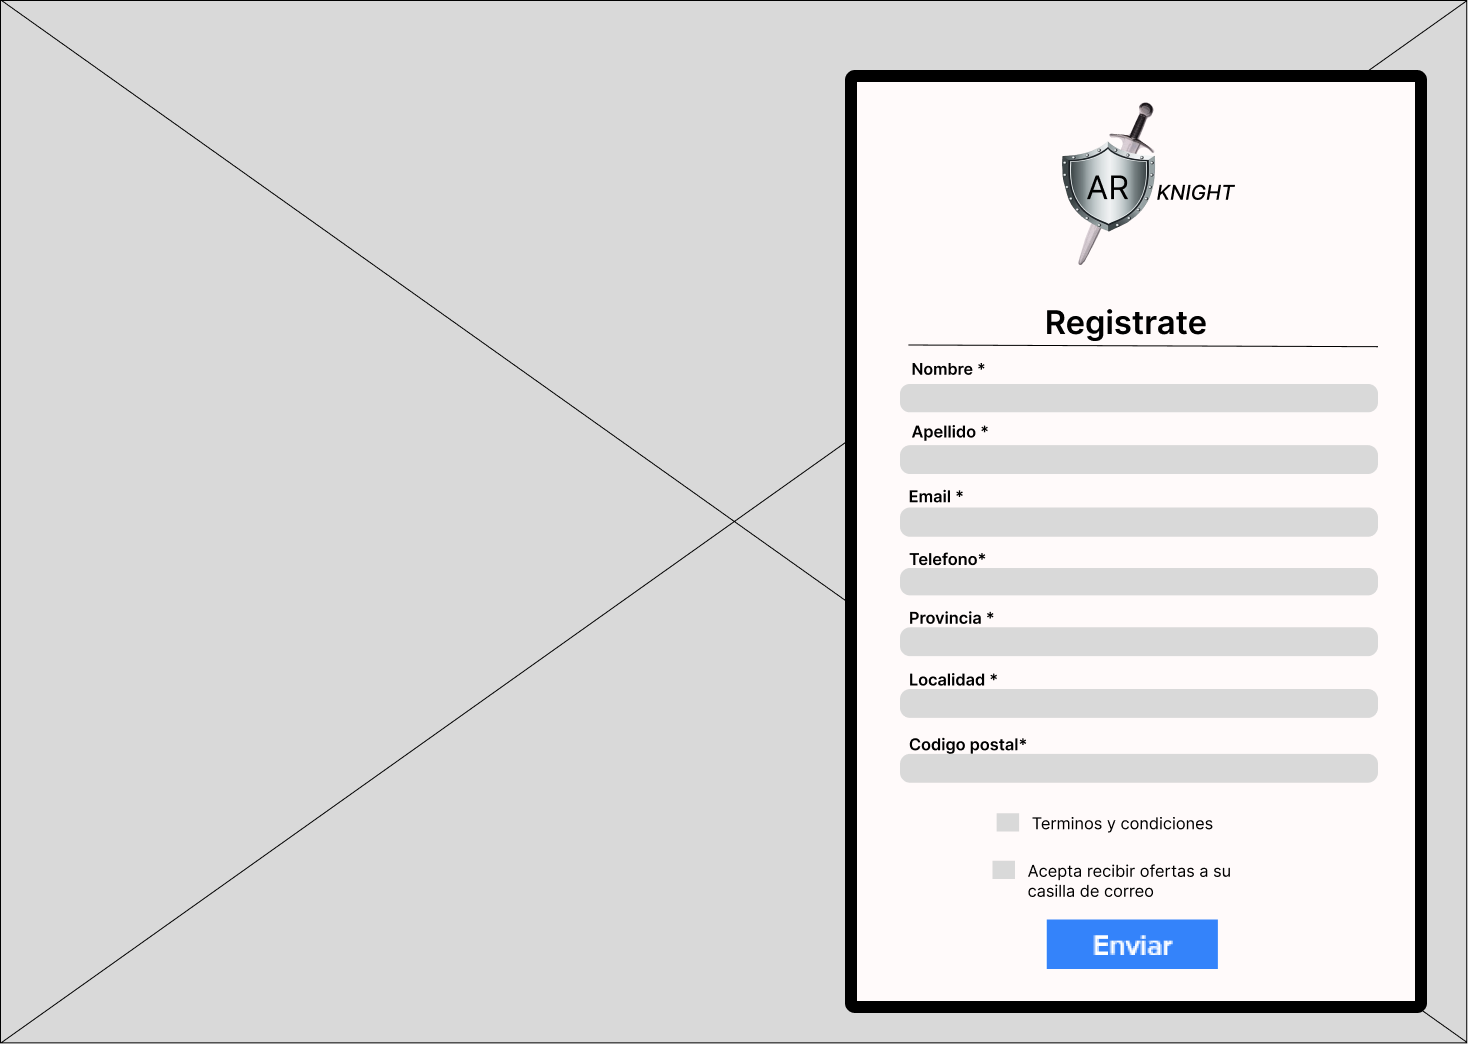 AR
KNIGHT
Registrate
Nombre *
Apellido *
Email *
Telefono*
Provincia *
Localidad *
Codigo postal*
Terminos y condiciones
Acepta recibir ofertas a su
casilla de correo
Enviar